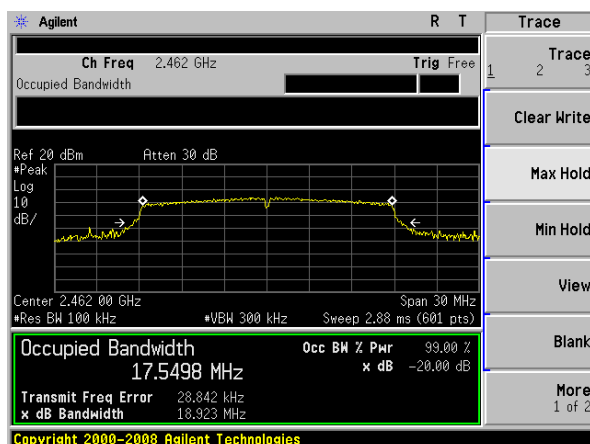 Agilent R T Trace
Ch Freq 2.462 GHz Trig Free
Occupied Bandwidth
Trace
1 2 3
Clear Write
Max Hold
Min Hold
View
Blank
More
1 of 2
Ref 20 dBm Atten 30 dB
#Peak
Log
10
dB/
Center 2.462 00 GHz Span 30 MHz
#Res BW 100 kHz #VBW 300 kHz Sweep 2.88 ms (601 pts)
Occupied Bandwidth Occ BW % Pwr 99.00 %
17.5498 MHz x dB -20.00 dB
Transmit Freq Error 28.842 kHz
x dB Bandwidth 18.923 MHz
Copyright 2000-2008 Agilent Technologies